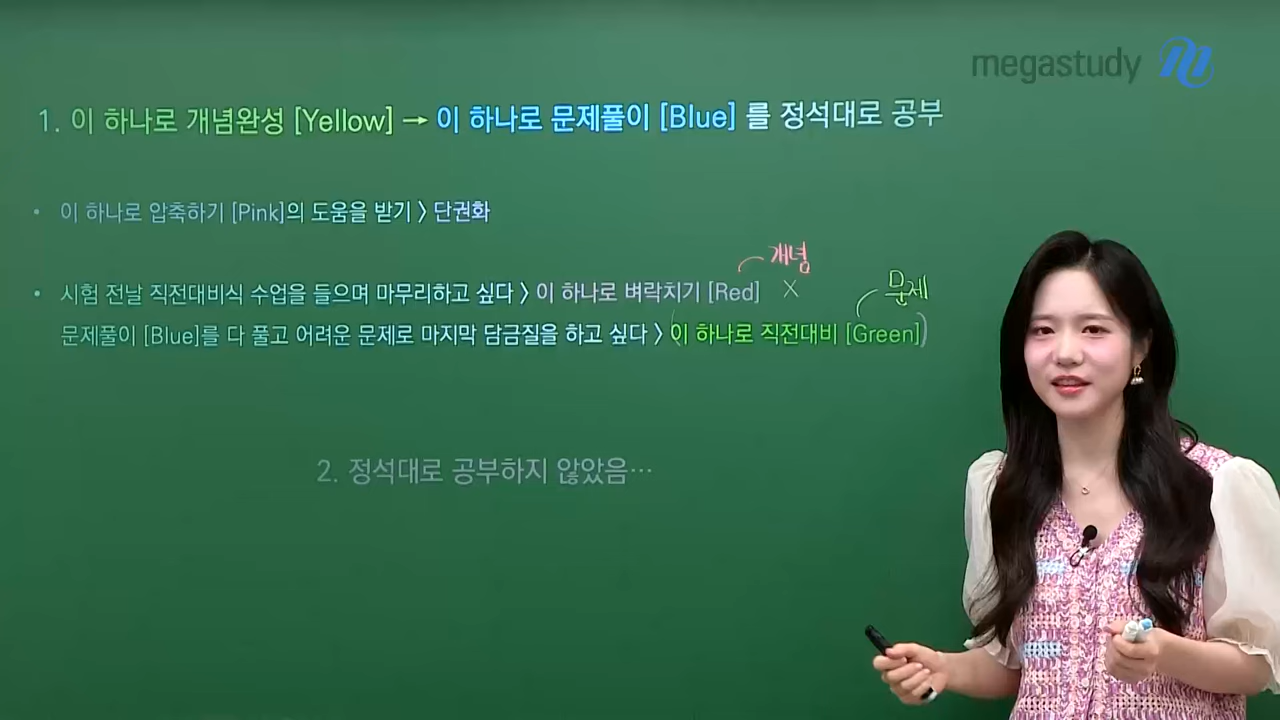 megastudy
1. 이 하나로 개념완성 [Yellow] → 이 하나로 문제풀이 [Blue] 를 정석대로 공부
• 이 하나로 압축하기 [Pink]의 도움을 받기 > 단권화
개념
• 시험 전날 직전대비식 수업을 들으며 마무리하고 싶다 > 이 하나로 벼락치기 [Red] X
문제
문제풀이 [Blue]를 다 풀고 어려운 문제로 마지막 담금질을 하고 싶다 > (이 하나로 직전대비 [Green])
2. 정석대로 공부하지 않았음…